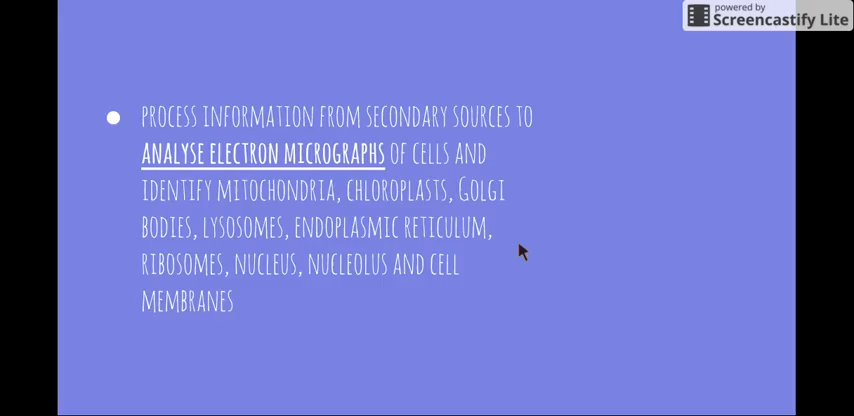 powered by
Screencastify Lite
PROCESS INFORMATION FROM SECONDARY SOURCES TO
ANALYSE ELECTRON MICROGRAPHS OF CELLS AND
IDENTIFY MITOCHONDRIA, CHLOROPLASTS, GOLGI
BODIES, LYSOSOMES, ENDOPLASMIC RETICULUM,
RIBOSOMES, NUCLEUS, NUCLEOLUS AND CELL
MEMBRANES